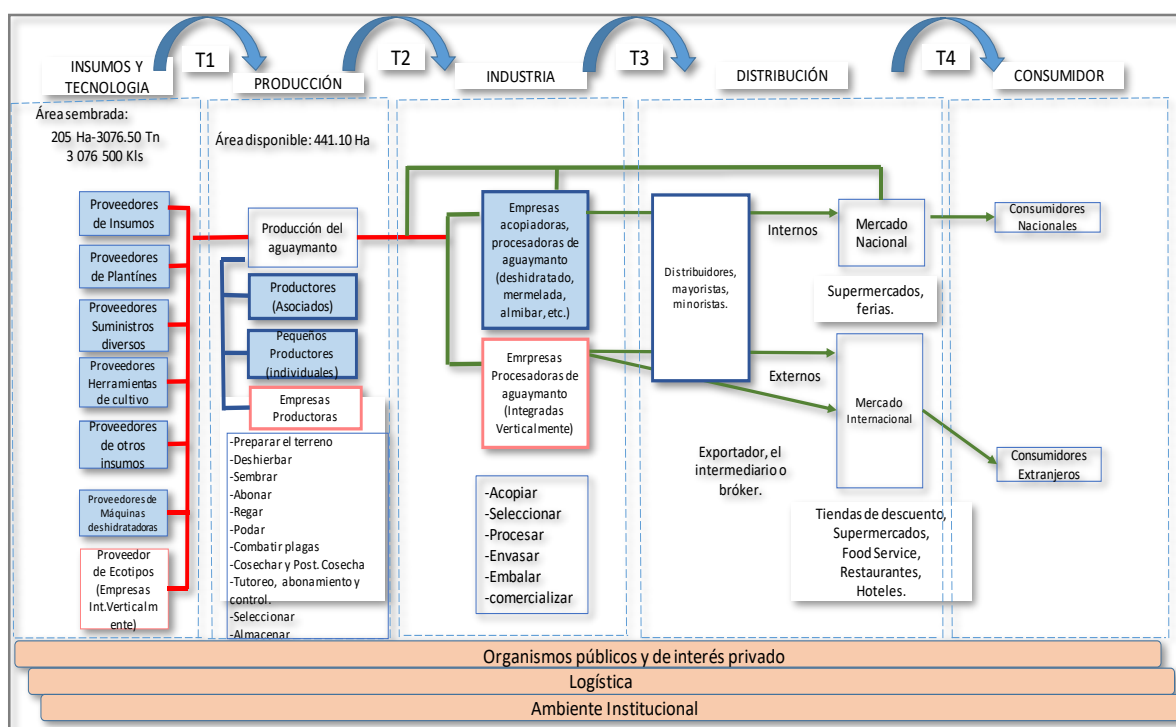 T1
T2
T3
T4
INSUMOS Y
TECNOLOGIA
PRODUCCIÓN
INDUSTRIA
DISTRIBUCIÓN
CONSUMIDOR
Área sembrada:
205 Ha-3076.50 Tn
3 076 500 Kls
Proveedores
de Insumos
Proveedores
de Plantínes
Proveedores
Suministros
diversos
Proveedores
Herramientas
de cultivo
Proveedores
de otros
insumos
Proveedores de
Máquinas
deshidratadoras
Proveedor
de Ecotipos
(Empresas
Int.Verticalm
ente)
Área disponible: 441.10 Ha
Producción del
aguaymanto
Productores
(Asociados)
Pequeños
Productores
(individuales)
Empresas
Productoras
-Preparar el terreno
-Deshierbar
-Sembrar
-Abonar
-Regar
-Podar
-Combatir plagas
-Cosechar y Post. Cosecha
-Tutoreo, abonamiento y
control.
-Seleccionar
-Almacenar
Empresas
acopiadoras,
procesadoras de
aguaymanto
(deshidratado,
mermelada,
almibar, etc.)
Empresas
Procesadoras de
aguaymanto
(Integradas
Verticalmente)
-Acopiar
-Seleccionar
-Procesar
-Envasar
-Embalar
-comercializar
Distribuidores,
mayoristas,
minoristas.
Internos
Externos
Mercado
Nacional
Supermercados,
ferias.
Mercado
Internacional
Exportador, el
intermediario o
bróker.
Tiendas de descuento,
Supermercados,
Food Service,
Restaurantes,
Hoteles.
Consumidores
Nacionales
Consumidores
Extranjeros
Organismos públicos y de interés privado
Logística
Ambiente Institucional